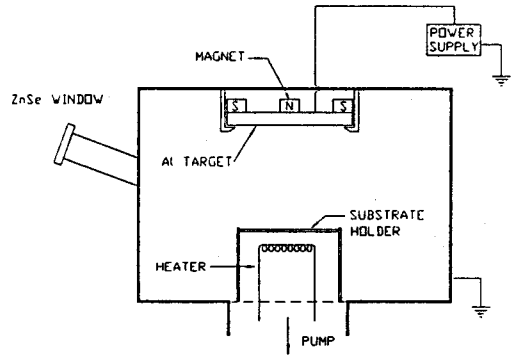 POWER
SUPPLY
MAGNET
ZnSe WINDOW
S
N
S
Al TARGET
SUBSTRATE
HOLDER
HEATER
PUMP